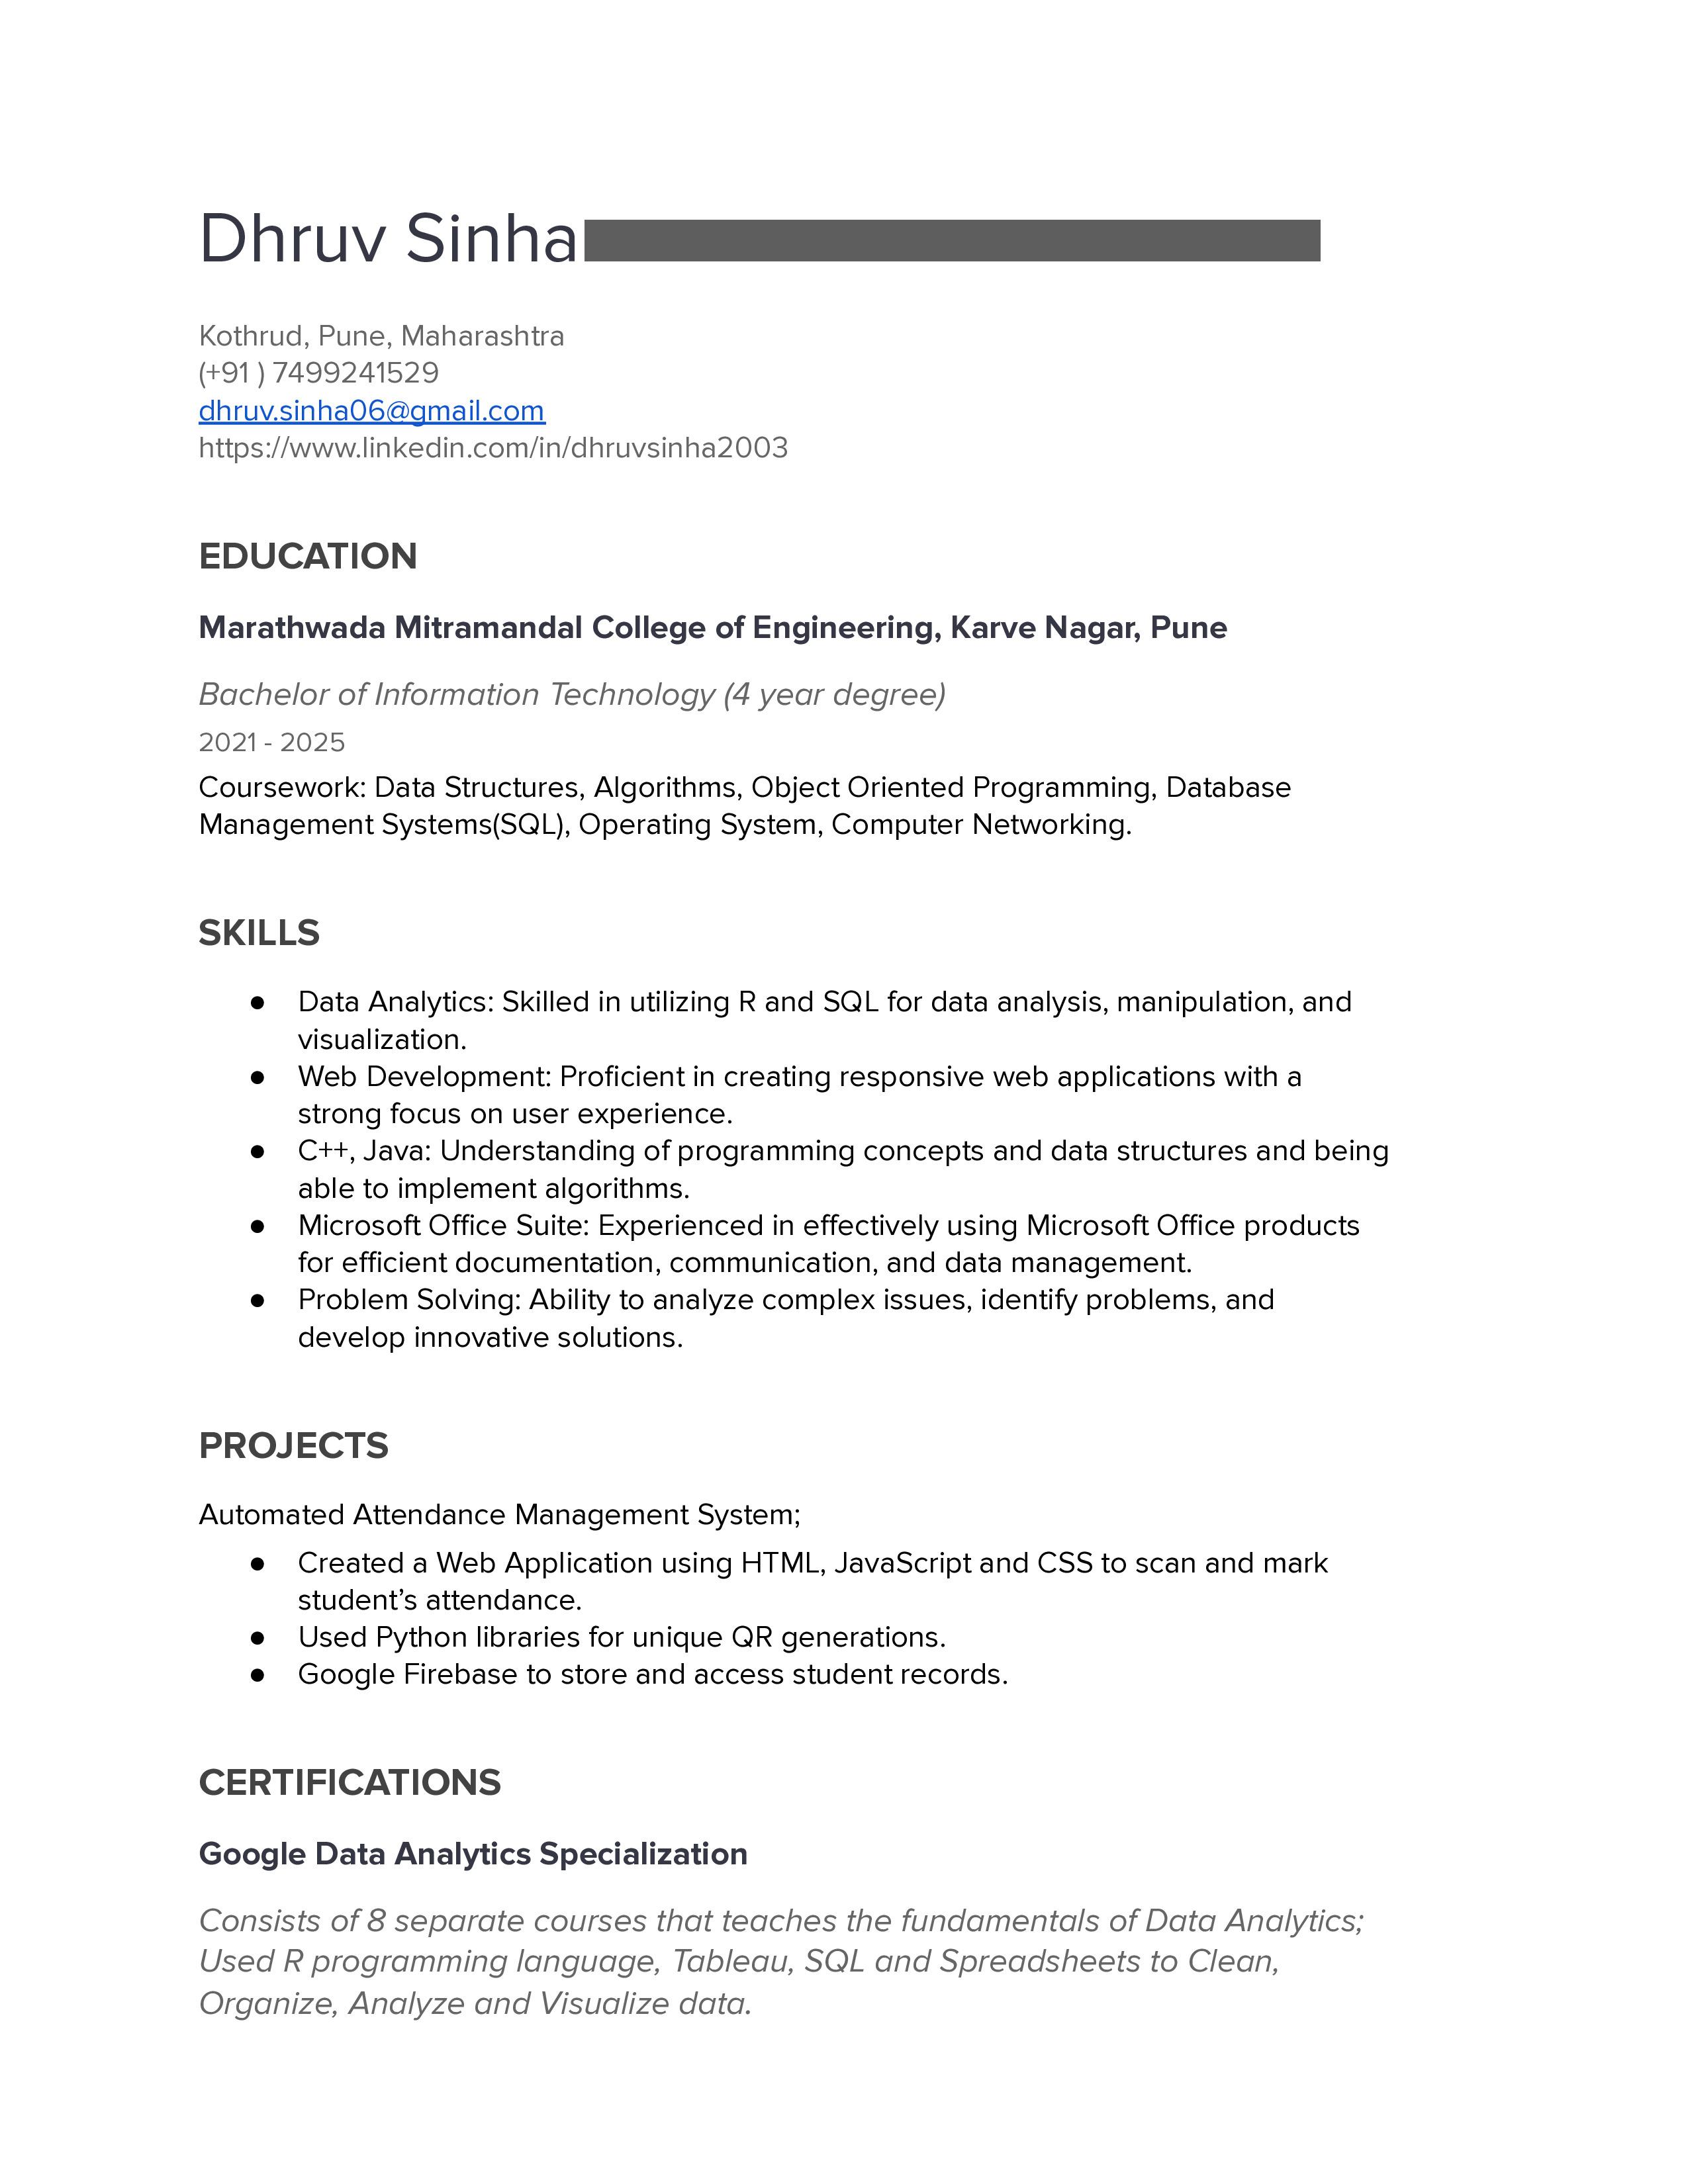 Dhruv Sinha
Kothrud, Pune, Maharashtra
(+91 ) 7499241529
dhruv.sinha06@gmail.com
https://www.linkedin.com/in/dhruvsinha2003
EDUCATION
Marathwada Mitramandal College of Engineering, Karve Nagar, Pune
Bachelor of Information Technology (4 year degree)
2021 - 2025
Coursework: Data Structures, Algorithms, Object Oriented Programming, Database
Management Systems(SQL), Operating System, Computer Networking.
SKILLS
● Data Analytics: Skilled in utilizing R and SQL for data analysis, manipulation, and
visualization.
● Web Development: Proficient in creating responsive web applications with a
strong focus on user experience.
● C++, Java: Understanding of programming concepts and data structures and being
able to implement algorithms.
● Microsoft Office Suite: Experienced in effectively using Microsoft Office products
for efficient documentation, communication, and data management.
● Problem Solving: Ability to analyze complex issues, identify problems, and
develop innovative solutions.
PROJECTS
Automated Attendance Management System;
● Created a Web Application using HTML, JavaScript and CSS to scan and mark
student’s attendance.
● Used Python libraries for unique QR generations.
● Google Firebase to store and access student records.
CERTIFICATIONS
Google Data Analytics Specialization
Consists of 8 separate courses that teaches the fundamentals of Data Analytics;
Used R programming language, Tableau, SQL and Spreadsheets to Clean,
Organize, Analyze and Visualize data.